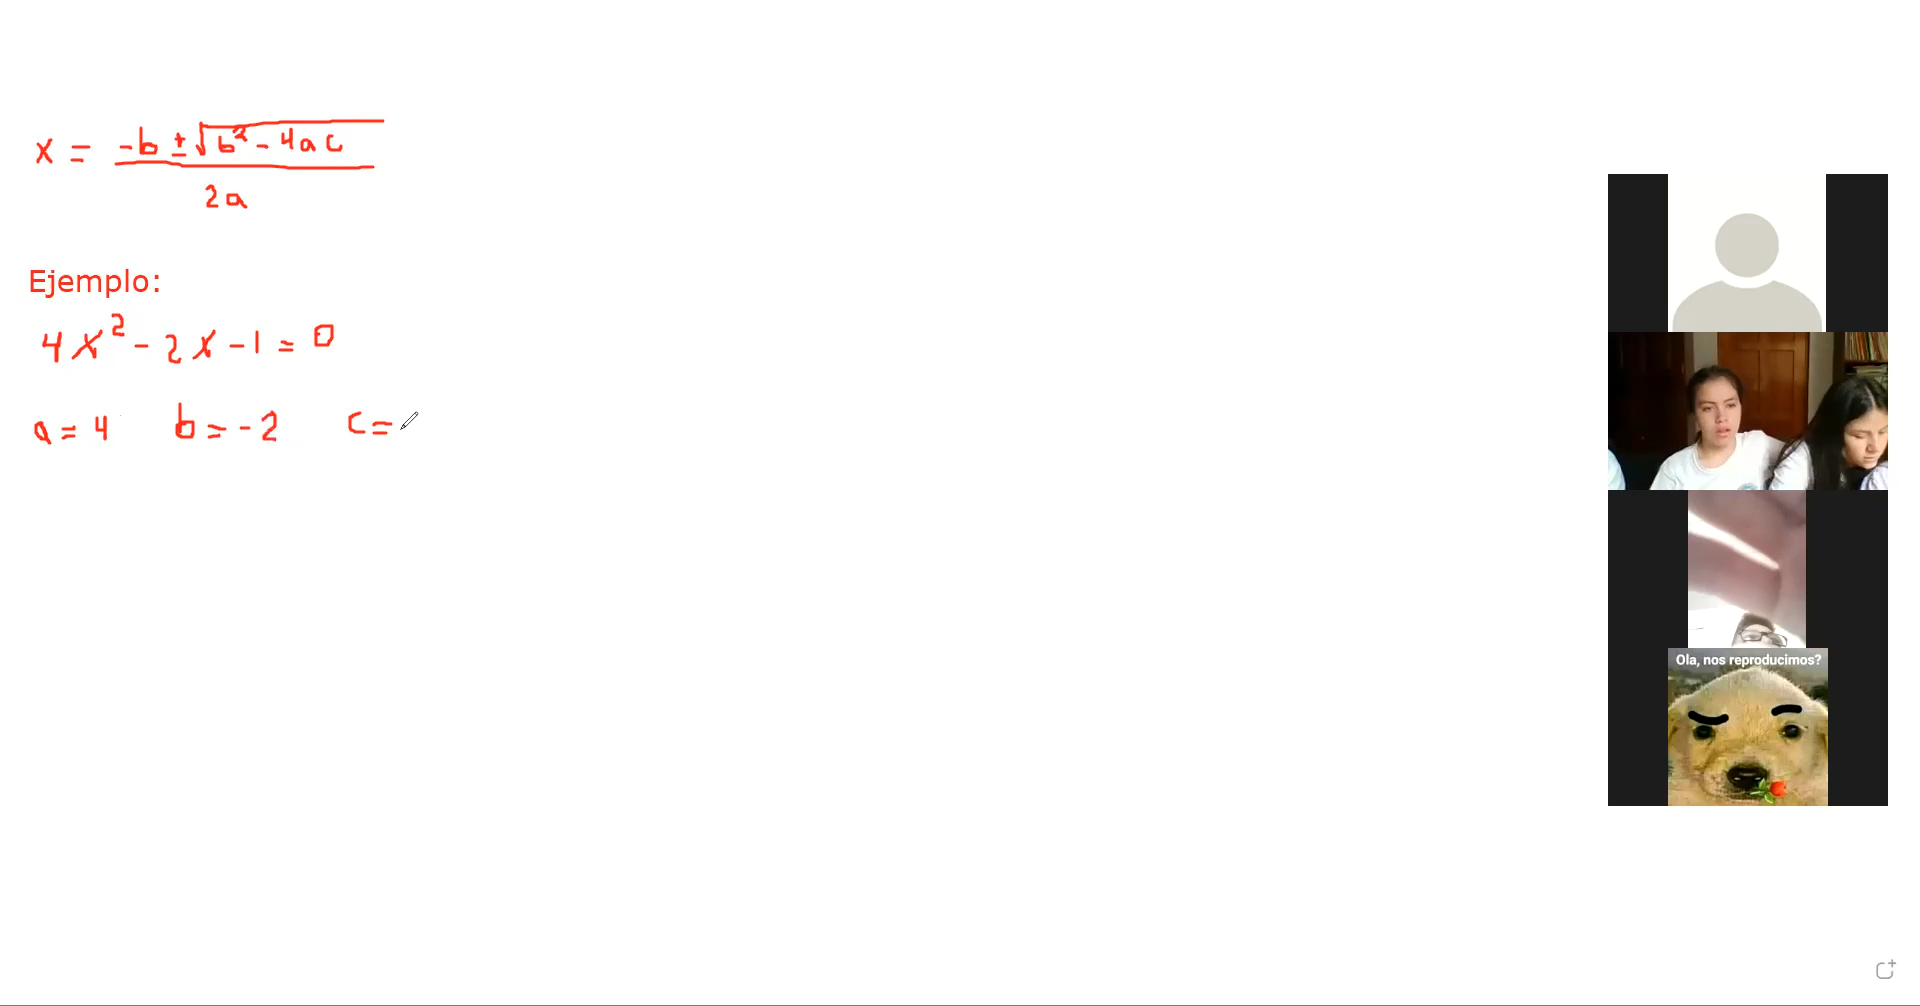 x = -b ± √b² - 4ac
2a
Ejemplo:
4x² - 2x - 1 = 0
a = 4 b = -2 c =
Ola, nos reproducimos?